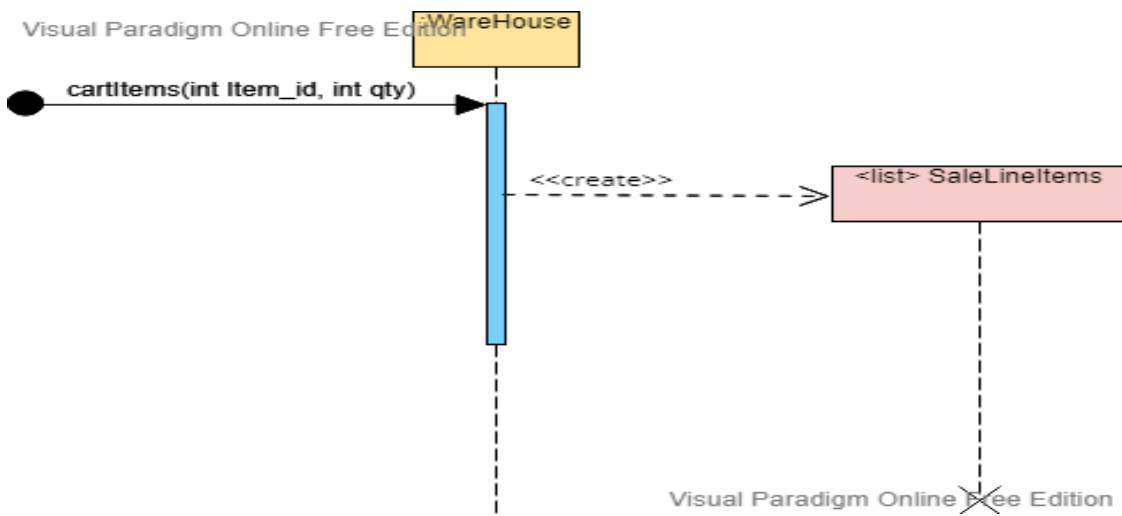 Visual Paradigm Online Free Edition
:WareHouse
cartItems(int Item_id, int qty)
<<create>>
<list> SaleLineItems
Visual Paradigm Online Free Edition